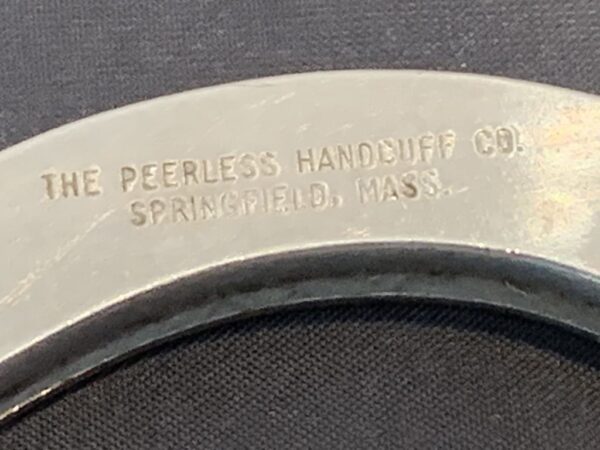 THE PEERLESS HANDCUFF CO.
SPRINGFIELD, MASS.